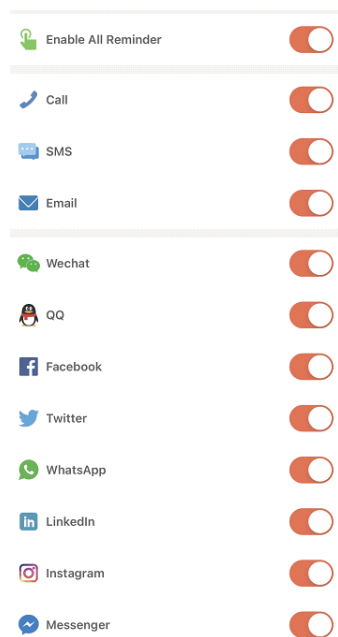 Enable All Reminder
Call
SMS
Email
Wechat
QQ
Facebook
Twitter
WhatsApp
LinkedIn
Instagram
Messenger